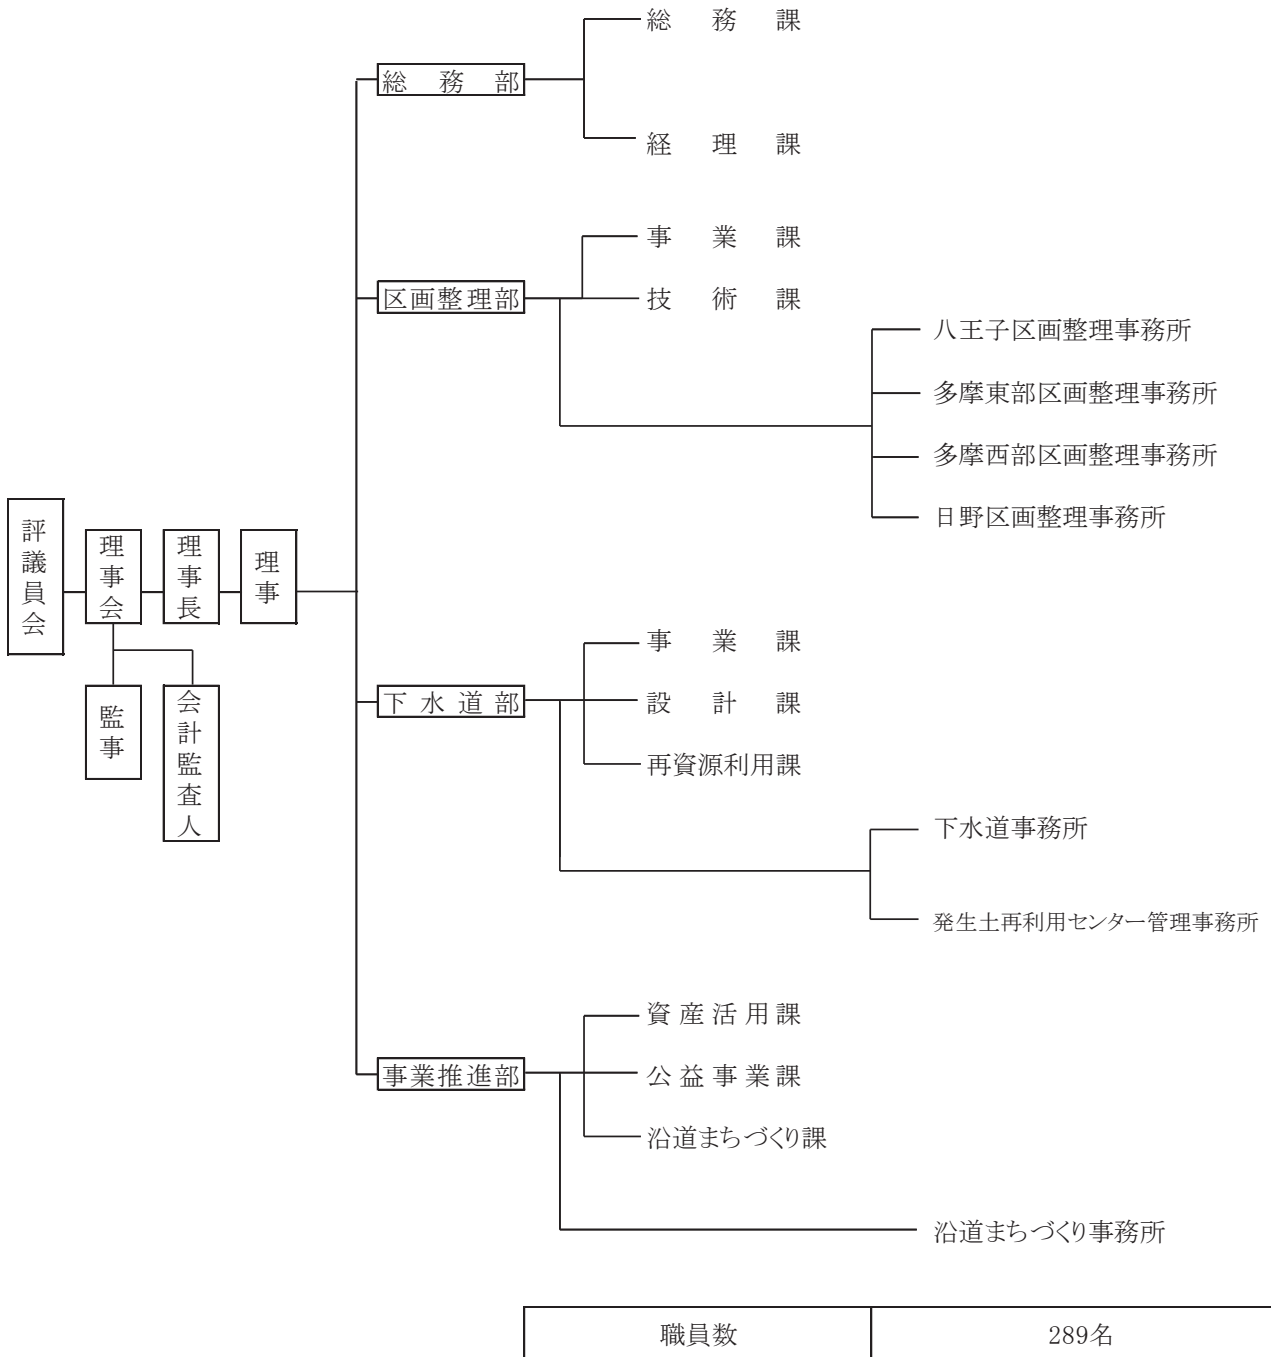 総務課
総務部
経理課
事業課
区画整理部
技術課
八王子区画整理事務所
多摩東部区画整理事務所
多摩西部区画整理事務所
日野区画整理事務所
評議員会
理事会
理事長
理事
監事
会計監査人
事業課
下水道部
設計課
再資源利用課
下水道事務所
発生土再利用センター管理事務所
資産活用課
事業推進部
公益事業課
沿道まちづくり課
沿道まちづくり事務所
職員数 289名